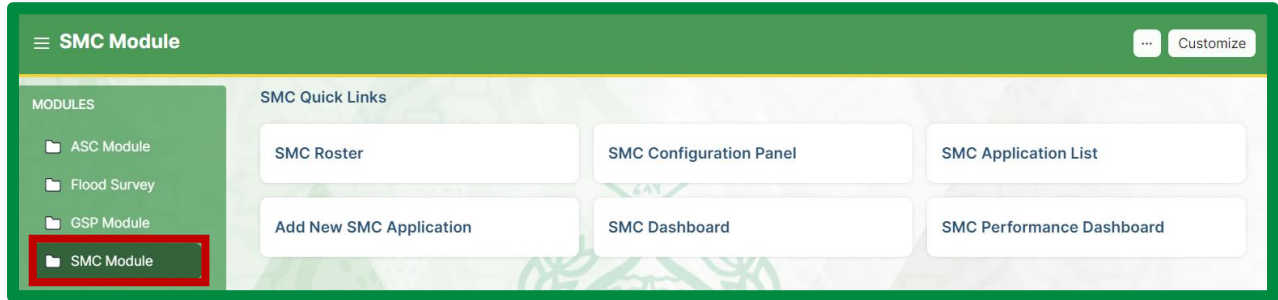 SMC Module
... Customize
MODULES
ASC Module
Flood Survey
GSP Module
SMC Module
SMC Quick Links
SMC Roster SMC Configuration Panel SMC Application List
Add New SMC Application SMC Dashboard SMC Performance Dashboard